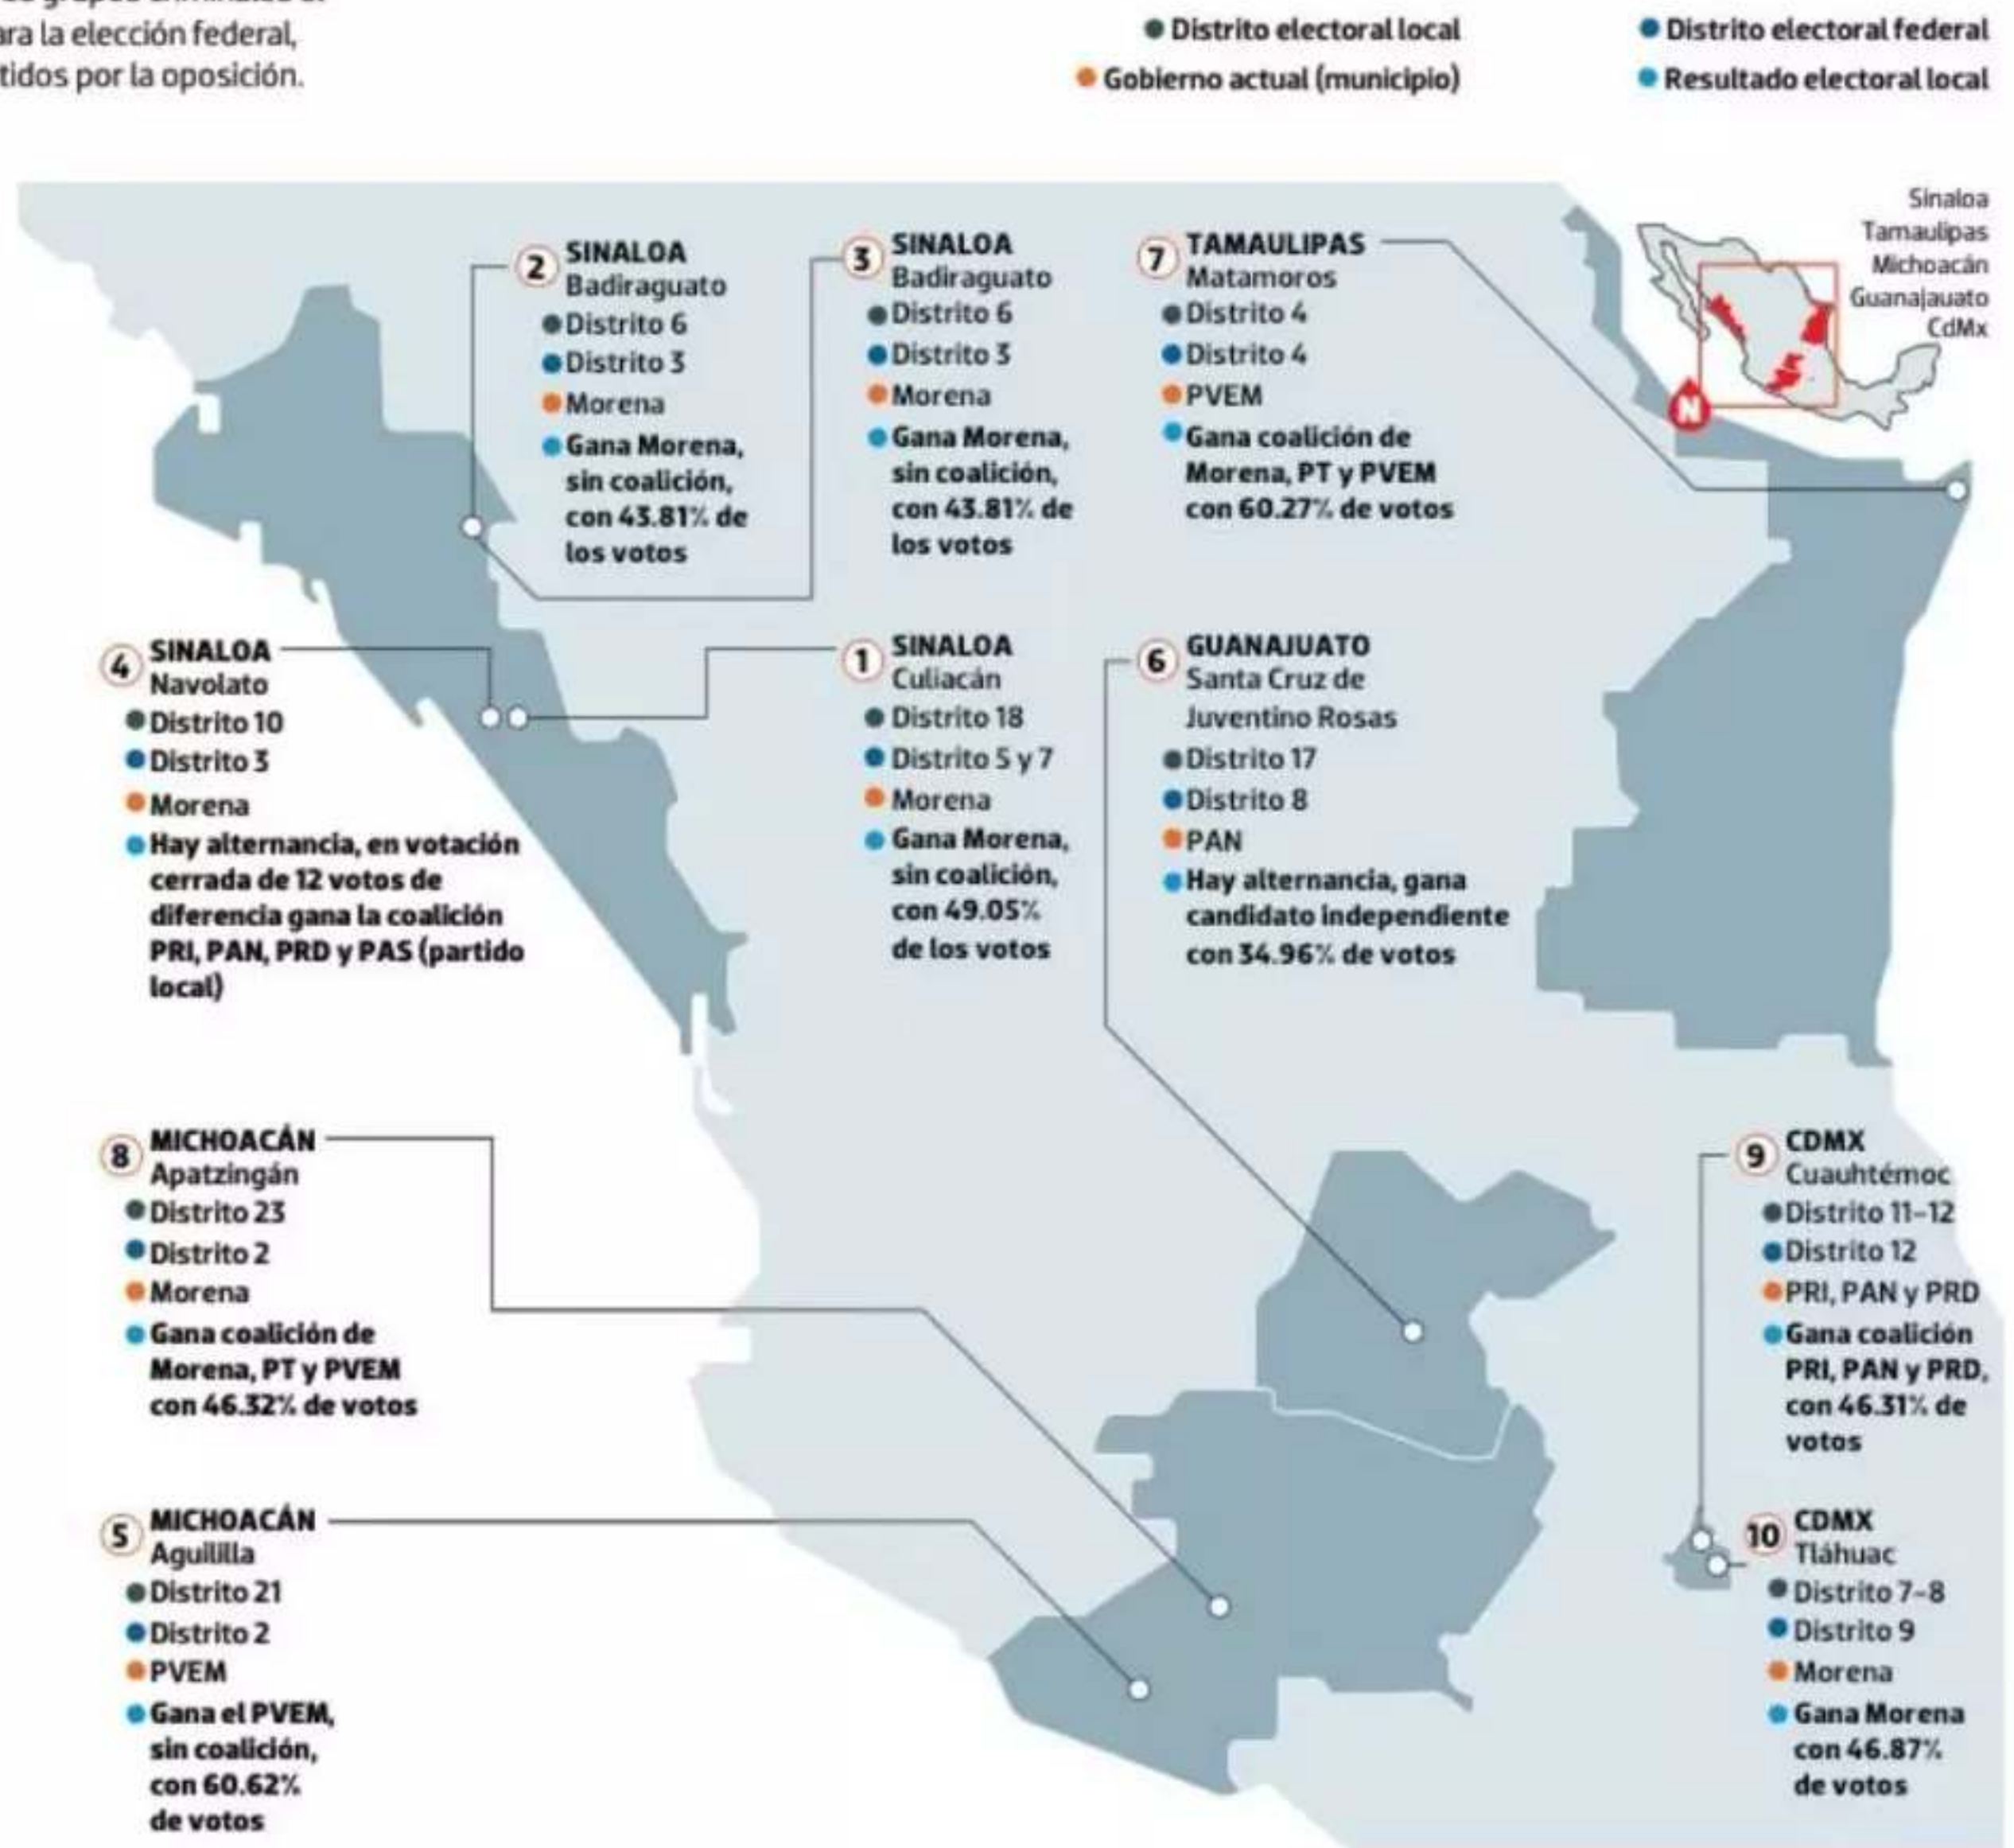 ara la elección federal,
tidos por la oposición.
Distrito electoral local
Gobierno actual (municipio)
Distrito electoral federal
Resultado electoral local
Sinaloa
Tamaulipas
Michoacán
Guanajauato
CdMx
N
2
SINALOA
Badiraguato
Distrito 6
Distrito 3
Morena
Gana Morena,
sin coalición,
con 43.81% de
los votos
3
SINALOA
Badiraguato
Distrito 6
Distrito 3
Morena
Gana Morena,
sin coalición,
con 43.81% de
los votos
7
TAMAULIPAS
Matamoros
Distrito 4
Distrito 4
PVEM
Gana coalición de
Morena, PT y PVEM
con 60.27% de votos
4
SINALOA
Navolato
Distrito 10
Distrito 3
Morena
Hay alternancia, en votación
cerrada de 12 votos de
diferencia gana la coalición
PRI, PAN, PRD y PAS (partido
local)
1
SINALOA
Culiacán
Distrito 18
Distrito 5 y 7
Morena
Gana Morena,
sin coalición,
con 49.05%
de los votos
6
GUANAJUATO
Santa Cruz de
Juventino Rosas
Distrito 17
Distrito 8
PAN
Hay alternancia, gana
candidato independiente
con 34.96% de votos
8
MICHOACÁN
Apatzingán
Distrito 23
Distrito 2
Morena
Gana coalición de
Morena, PT y PVEM
con 46.32% de votos
9
CDMX
Cuauhtémoc
Distrito 11-12
Distrito 12
PRI, PAN y PRD
Gana coalición
PRI, PAN y PRD,
con 46.31% de
votos
5
MICHOACÁN
Aguililla
Distrito 21
Distrito 2
PVEM
Gana el PVEM,
sin coalición,
con 60.62%
de votos
10
CDMX
Tláhuac
Distrito 7-8
Distrito 9
Morena
Gana Morena
con 46.87%
de votos